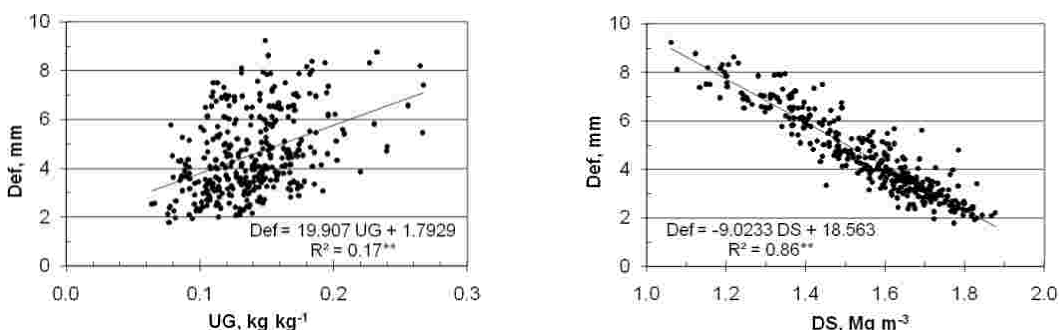 10
8
6
4
2
0
Def, mm
0.0 0.1 0.2 0.3
UG, kg kg⁻¹
Def = 19.907 UG + 1.7929
R² = 0.17**
10
8
6
4
2
0
Def, mm
1.0 1.2 1.4 1.6 1.8 2.0
DS, Mg m⁻³
Def = -9.0233 DS + 18.563
R² = 0.86**